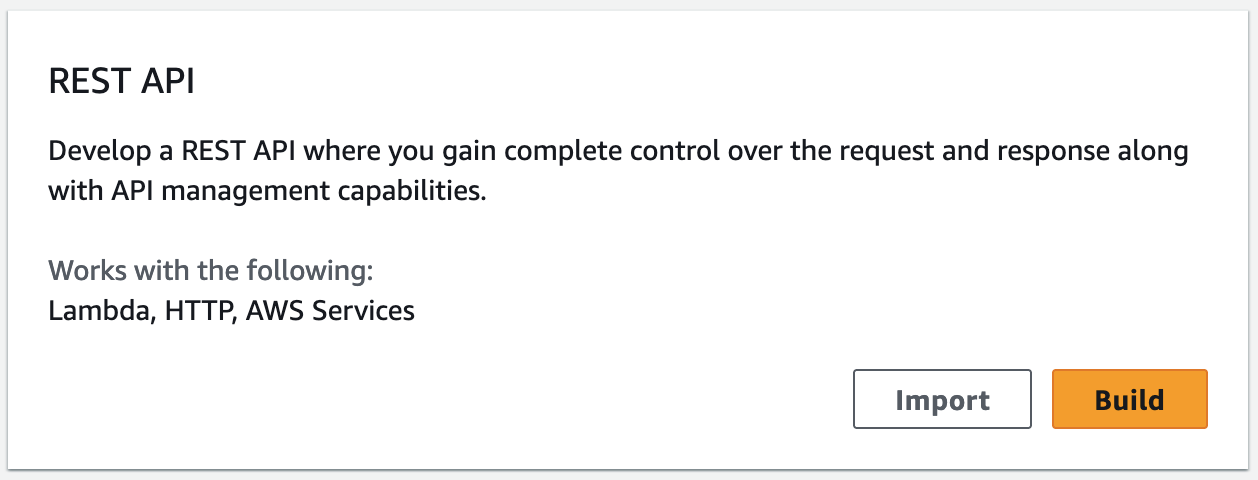 REST API
Develop a REST API where you gain complete control over the request and response along
with API management capabilities.
Works with the following:
Lambda, HTTP, AWS Services
Import
Build